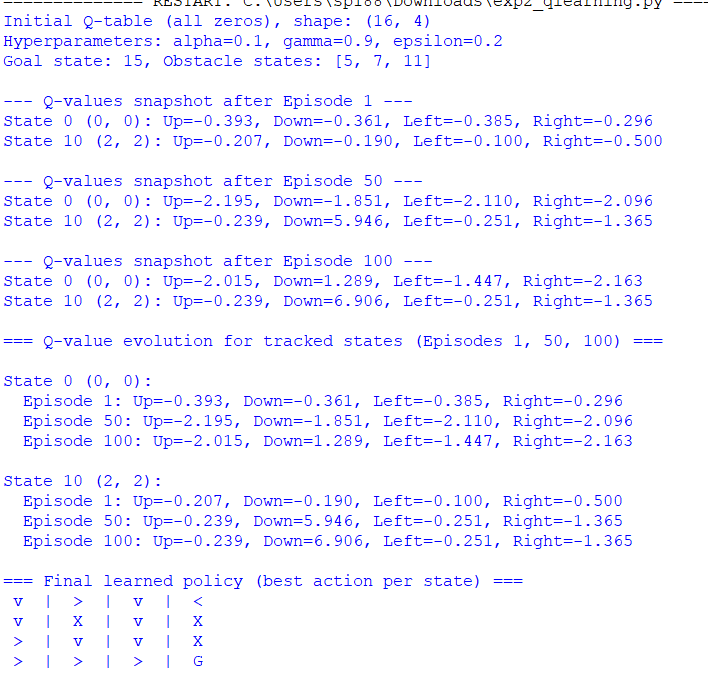 ============== RESTART: C:\Users\spr88\Downloads\exp2_qlearning.py ====
Initial Q-table (all zeros), shape: (16, 4)
Hyperparameters: alpha=0.1, gamma=0.9, epsilon=0.2
Goal state: 15, Obstacle states: [5, 7, 11]
--- Q-values snapshot after Episode 1 ---
State 0 (0, 0): Up=-0.393, Down=-0.361, Left=-0.385, Right=-0.296
State 10 (2, 2): Up=-0.207, Down=-0.190, Left=-0.100, Right=-0.500
--- Q-values snapshot after Episode 50 ---
State 0 (0, 0): Up=-2.195, Down=-1.851, Left=-2.110, Right=-2.096
State 10 (2, 2): Up=-0.239, Down=5.946, Left=-0.251, Right=-1.365
--- Q-values snapshot after Episode 100 ---
State 0 (0, 0): Up=-2.015, Down=1.289, Left=-1.447, Right=-2.163
State 10 (2, 2): Up=-0.239, Down=6.906, Left=-0.251, Right=-1.365
=== Q-value evolution for tracked states (Episodes 1, 50, 100) ===
State 0 (0, 0):
Episode 1: Up=-0.393, Down=-0.361, Left=-0.385, Right=-0.296
Episode 50: Up=-2.195, Down=-1.851, Left=-2.110, Right=-2.096
Episode 100: Up=-2.015, Down=1.289, Left=-1.447, Right=-2.163
State 10 (2, 2):
Episode 1: Up=-0.207, Down=-0.190, Left=-0.100, Right=-0.500
Episode 50: Up=-0.239, Down=5.946, Left=-0.251, Right=-1.365
Episode 100: Up=-0.239, Down=6.906, Left=-0.251, Right=-1.365
=== Final learned policy (best action per state) ===
v | > | v | <
v | X | v | X
> | v | v | X
> | > | > | G